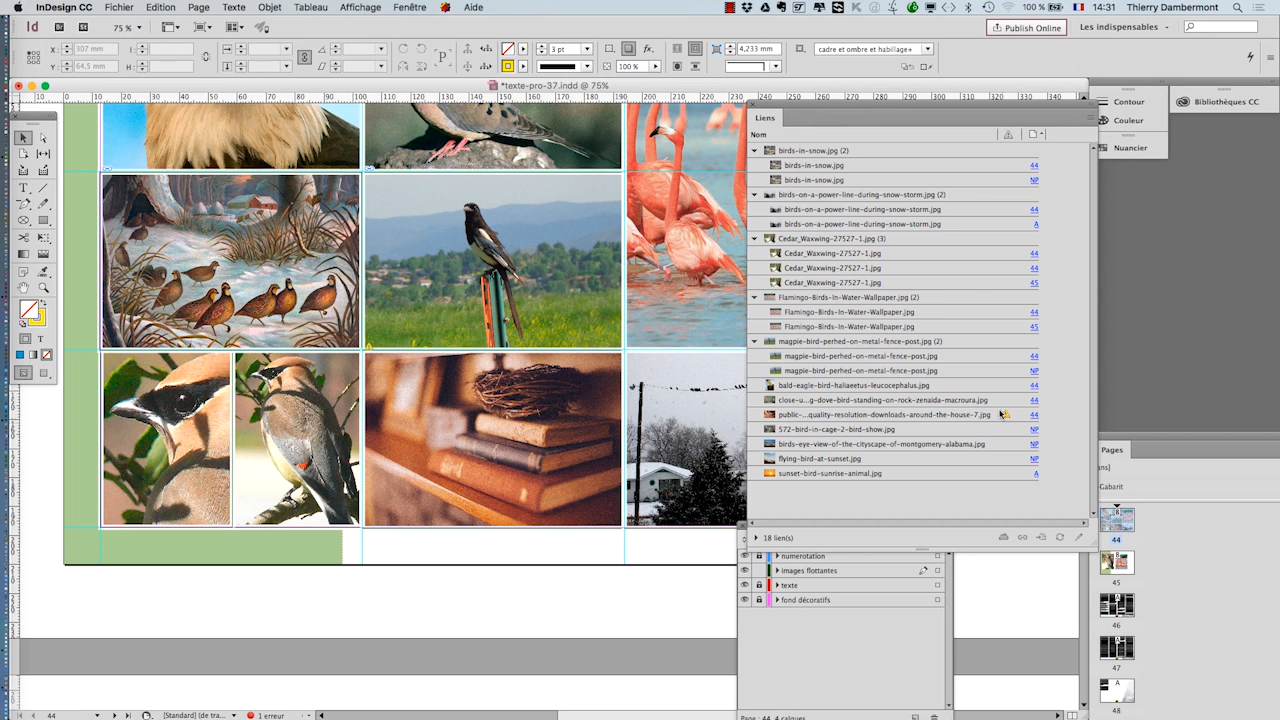 InDesign CC Fichier Edition Page Texte Objet Tableau Affichage Fenêtre Aide 100 % 14:31 Thierry Dambermont
Id Br St 75 % Publish Online Les indispensables
X: 307 mm L: 3 pt fx. 4,233 mm cadre et ombre et habillage+
Y: 64,5 mm H: 100 %
*texte-pro-37.indd @ 75%
Contour
Couleur
Nuancier
Bibliothèques CC
Liens
Nom
birds-in-snow.jpg (2)
birds-in-snow.jpg 44
birds-in-snow.jpg NP
birds-on-a-power-line-during-snow-storm.jpg (2)
birds-on-a-power-line-during-snow-storm.jpg 44
birds-on-a-power-line-during-snow-storm.jpg A
Cedar_Waxwing-27527-1.jpg (3)
Cedar_Waxwing-27527-1.jpg 44
Cedar_Waxwing-27527-1.jpg 44
Cedar_Waxwing-27527-1.jpg 45
Flamingo-Birds-In-Water-Wallpaper.jpg (2)
Flamingo-Birds-In-Water-Wallpaper.jpg 44
Flamingo-Birds-In-Water-Wallpaper.jpg 45
magpie-bird-perhed-on-metal-fence-post.jpg (2)
magpie-bird-perhed-on-metal-fence-post.jpg 44
magpie-bird-perhed-on-metal-fence-post.jpg NP
bald-eagle-bird-haliaeetus-leucocephalus.jpg 44
close-u...g-dove-bird-standing-on-rock-zenaida-macroura.jpg 44
public-...quality-resolution-downloads-around-the-house-7.jpg 44
572-bird-in-cage-2-bird-show.jpg NP
birds-eye-view-of-the-cityscape-of-montgomery-alabama.jpg NP
flying-bird-at-sunset.jpg NP
sunset-bird-sunrise-animal.jpg A
18 lien(s)
numerotation
images flottantes
texte
fond décoratifs
Page : 44, 4 calques
Pages
ans]
Gabarit
44
45
46
47
48
44 [Standard] (de tra... 1 erreur